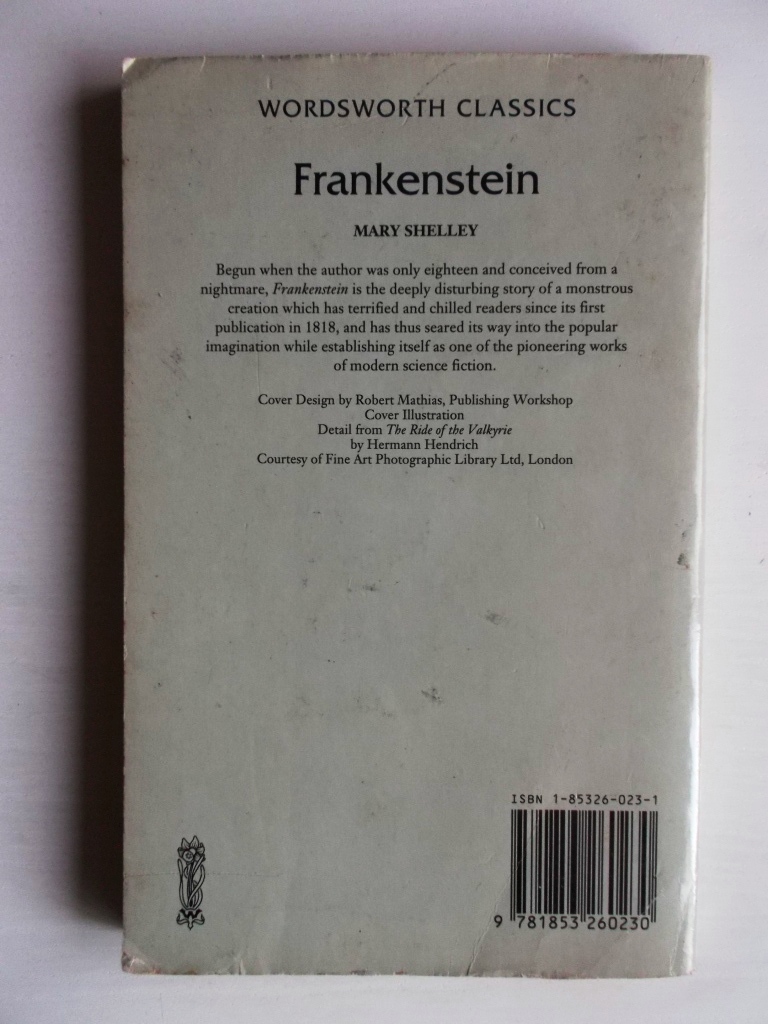 WORDSWORTH CLASSICS
Frankenstein
MARY SHELLEY
Begun when the author was only eighteen and conceived from a
nightmare, Frankenstein is the deeply disturbing story of a monstrous
creation which has terrified and chilled readers since its first
publication in 1818, and has thus seared its way into the popular
imagination while establishing itself as one of the pioneering works
of modern science fiction.
Cover Design by Robert Mathias, Publishing Workshop
Cover Illustration
Detail from The Ride of the Valkyrie
by Hermann Hendrich
Courtesy of Fine Art Photographic Library Ltd, London
ISBN 1-85326-023-1
9 781853 260230
W